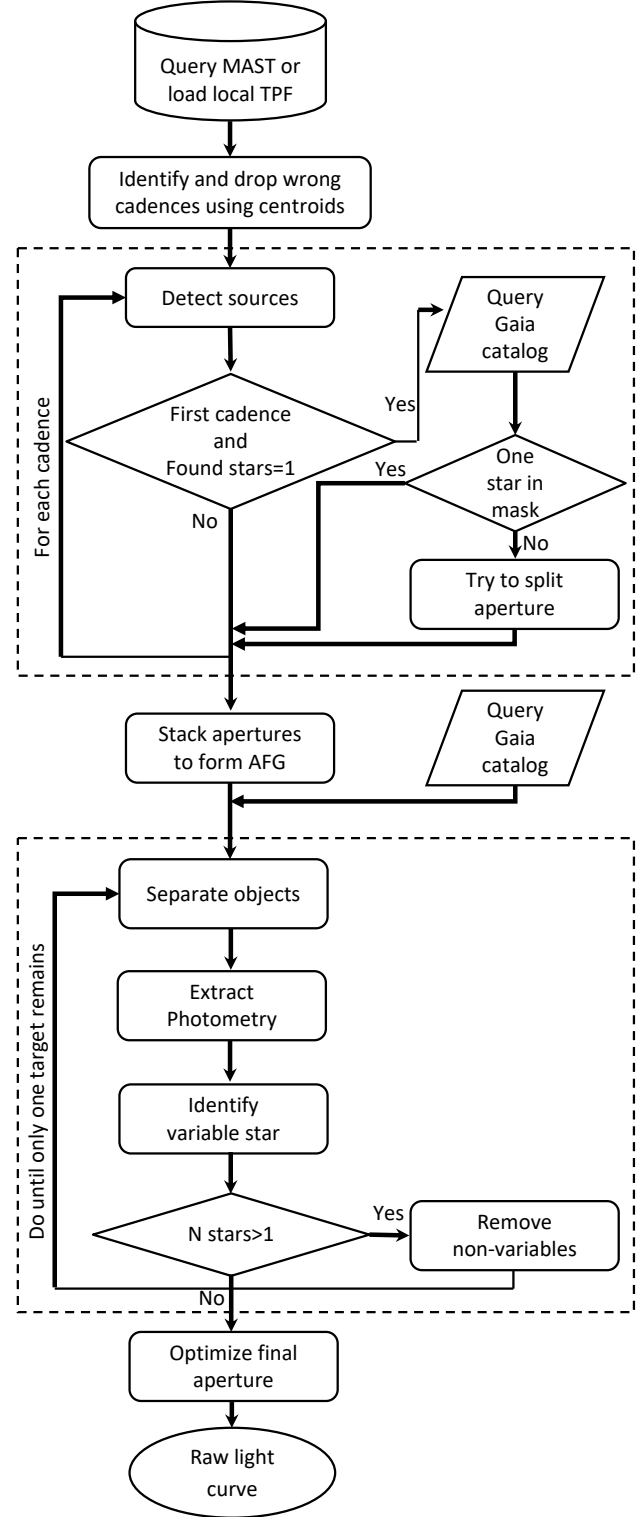 Query MAST or
load local TPF
Identify and drop wrong
cadences using centroids
For each cadence
Detect sources
Query
Gaia
catalog
First cadence
and
Found stars=1
Yes
No
One
star in
mask
Yes
No
Try to split
aperture
Stack apertures
to form AFG
Query
Gaia
catalog
Do until only one target remains
Separate objects
Extract
Photometry
Identify
variable star
N stars>1
Yes
Remove
non-variables
No
Optimize final
aperture
Raw light
curve